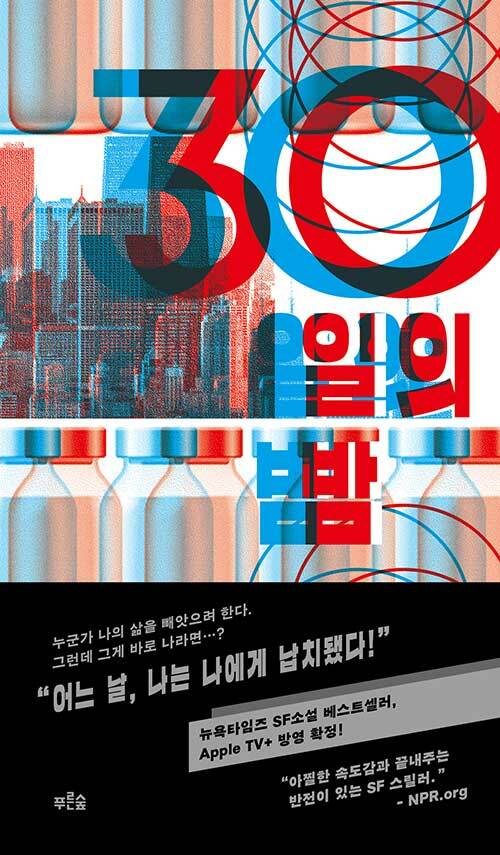 30
일의
밤
누군가 나의 삶을 빼앗으려 한다.
그런데 그게 바로 나라면…?
“어느 날, 나는 나에게 납치됐다!”
뉴욕타임즈 SF소설 베스트셀러,
Apple TV+ 방영 확정!
“아찔한 속도감과 끝내주는
반전이 있는 SF 스릴러.”
- NPR.org
푸른숲